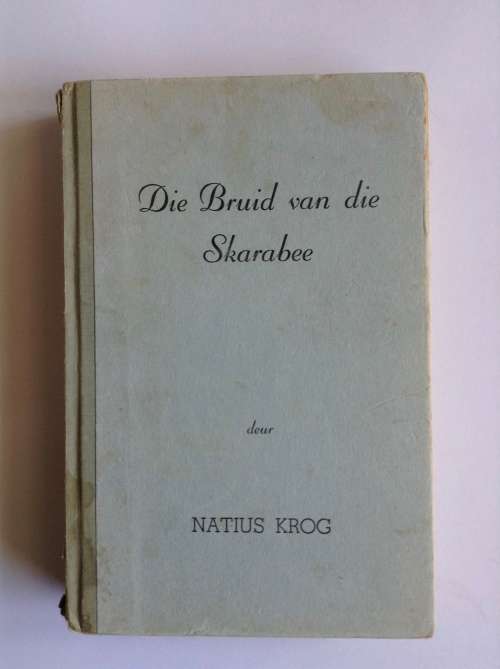 Die Bruid van die
Skarabee
deur
NATIUS KROG